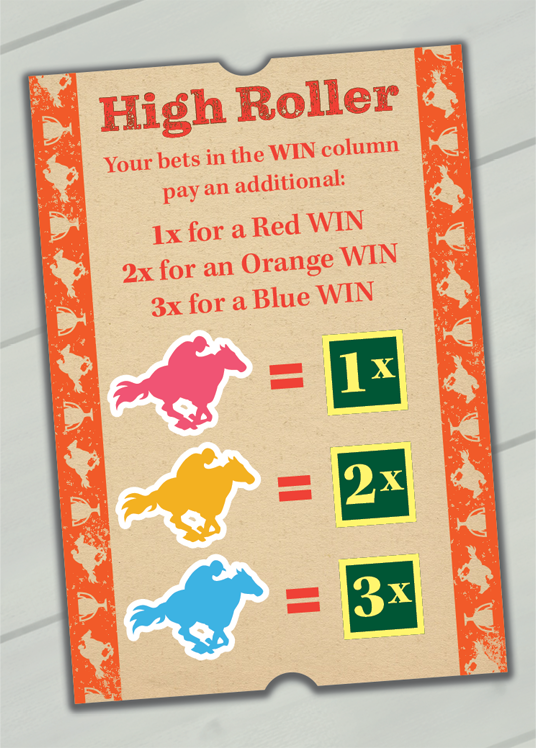 High Roller
Your bets in the WIN column
pay an additional:
1x for a Red WIN
2x for an Orange WIN
3x for a Blue WIN
= 1x
= 2x
= 3x